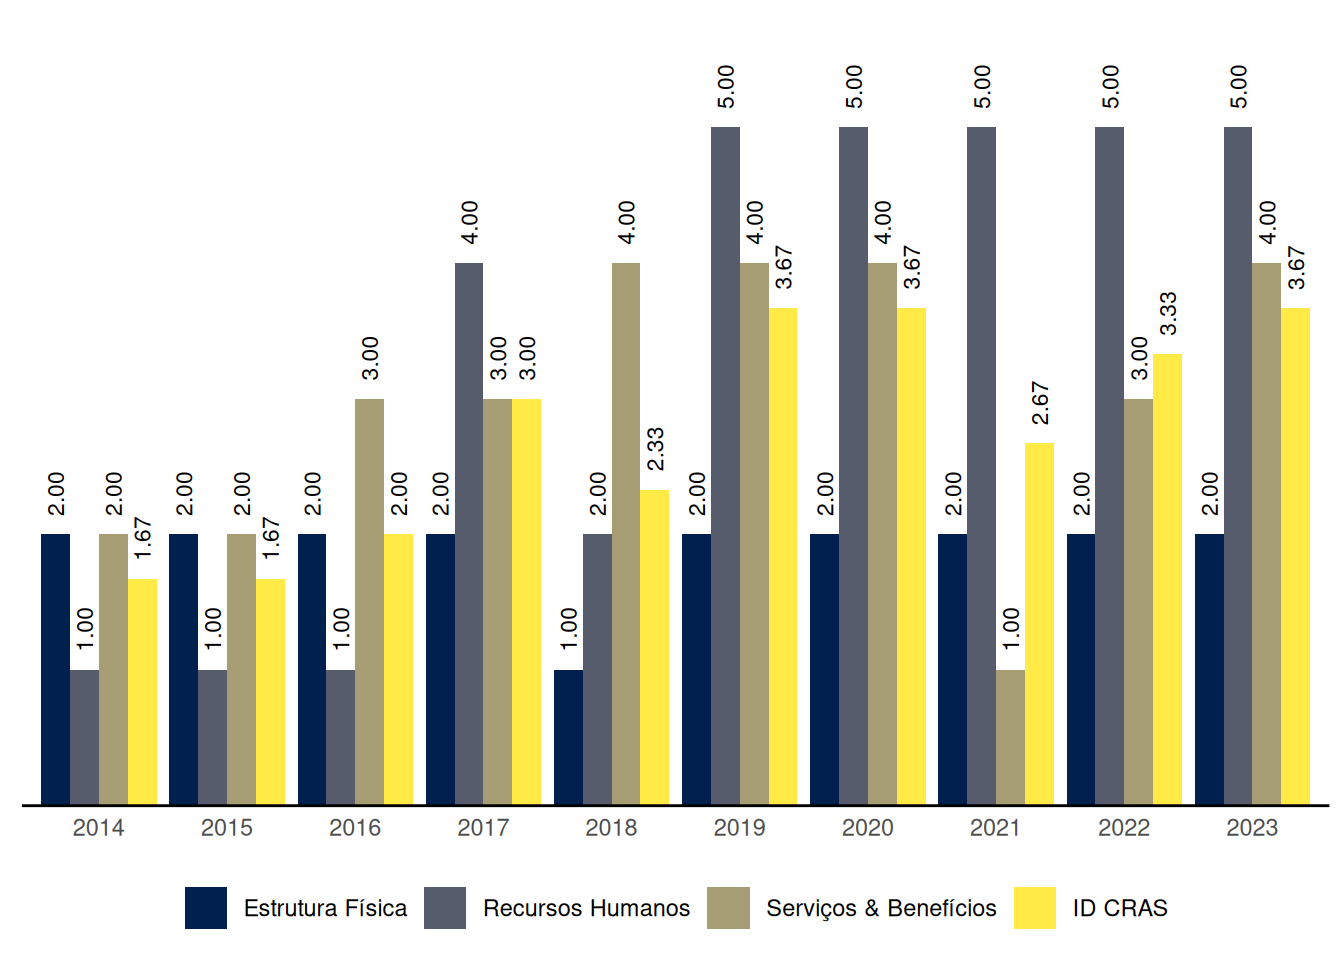 2.00 1.00 2.00 1.67 2.00 1.00 2.00 1.67 2.00 1.00 3.00 2.00 2.00 4.00 3.00 3.00 1.00 2.00 4.00 2.33 2.00 5.00 4.00 3.67 2.00 5.00 4.00 3.67 2.00 5.00 1.00 2.67 2.00 5.00 3.00 3.33 2.00 5.00 4.00 3.67
2014 2015 2016 2017 2018 2019 2020 2021 2022 2023
Estrutura Física Recursos Humanos Serviços & Benefícios ID CRAS